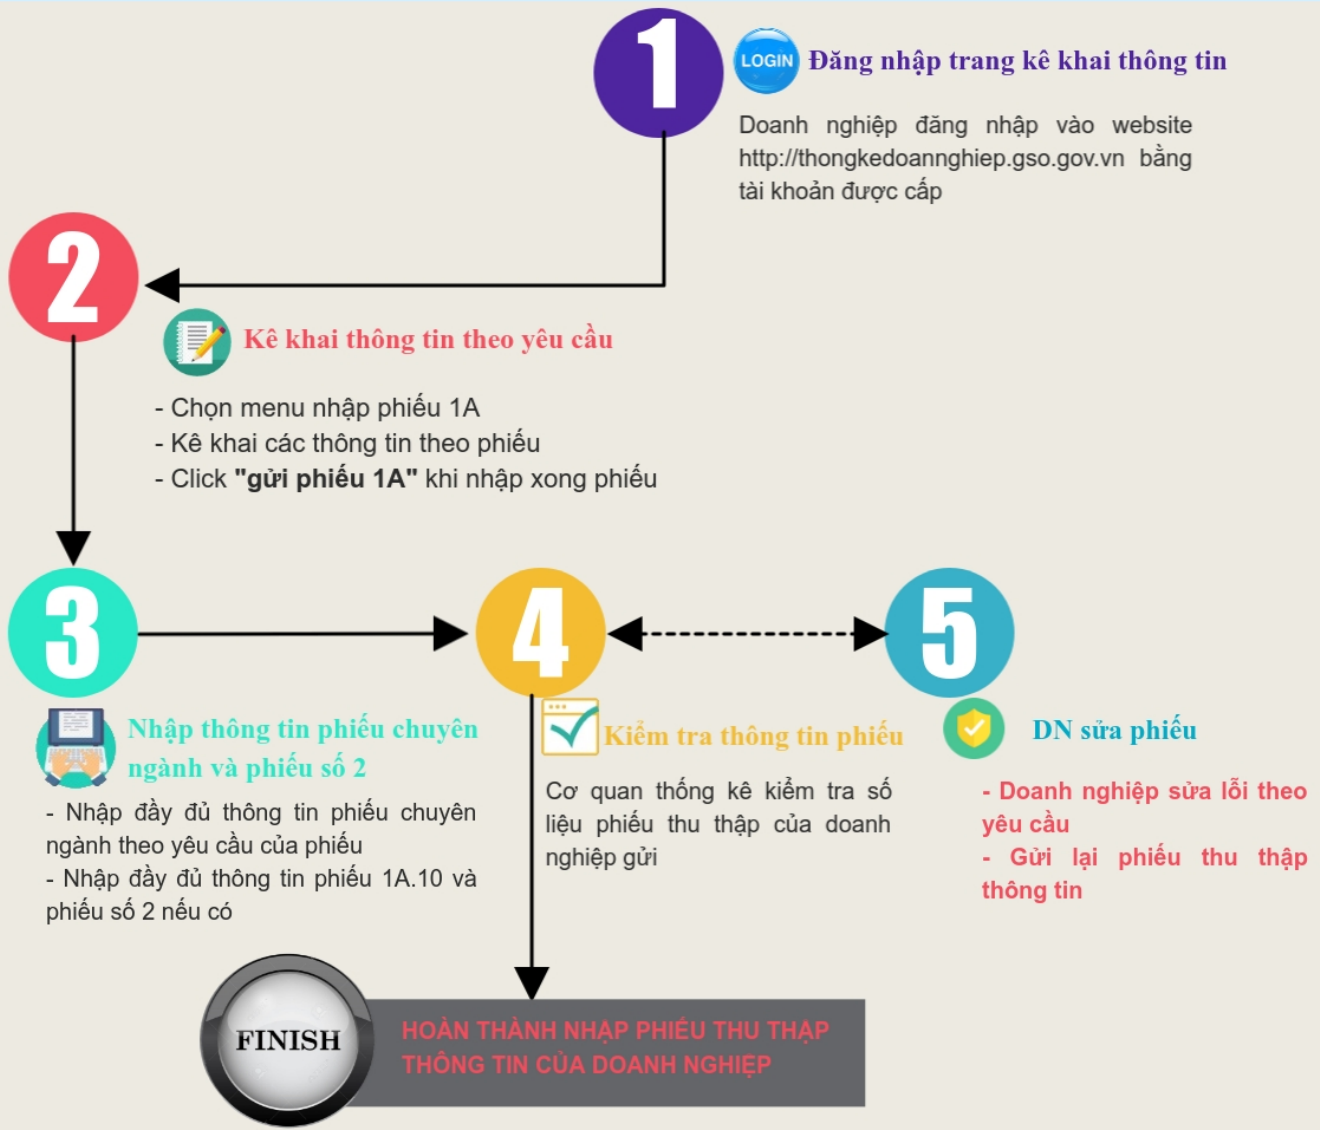 1
LOGIN
Đăng nhập trang kê khai thông tin
Doanh nghiệp đăng nhập vào website
http://thongkedoannghiep.gso.gov.vn bằng
tài khoản được cấp
2
Kê khai thông tin theo yêu cầu
- Chọn menu nhập phiếu 1A
- Kê khai các thông tin theo phiếu
- Click "gửi phiếu 1A" khi nhập xong phiếu
3
Nhập thông tin phiếu chuyên
ngành và phiếu số 2
- Nhập đầy đủ thông tin phiếu chuyên
ngành theo yêu cầu của phiếu
- Nhập đầy đủ thông tin phiếu 1A.10 và
phiếu số 2 nếu có
4
Kiểm tra thông tin phiếu
Cơ quan thống kê kiểm tra số
liệu phiếu thu thập của doanh
nghiệp gửi
5
DN sửa phiếu
- Doanh nghiệp sửa lỗi theo
yêu cầu
- Gửi lại phiếu thu thập
thông tin
FINISH
HOÀN THÀNH NHẬP PHIẾU THU THẬP
THÔNG TIN CỦA DOANH NGHIỆP